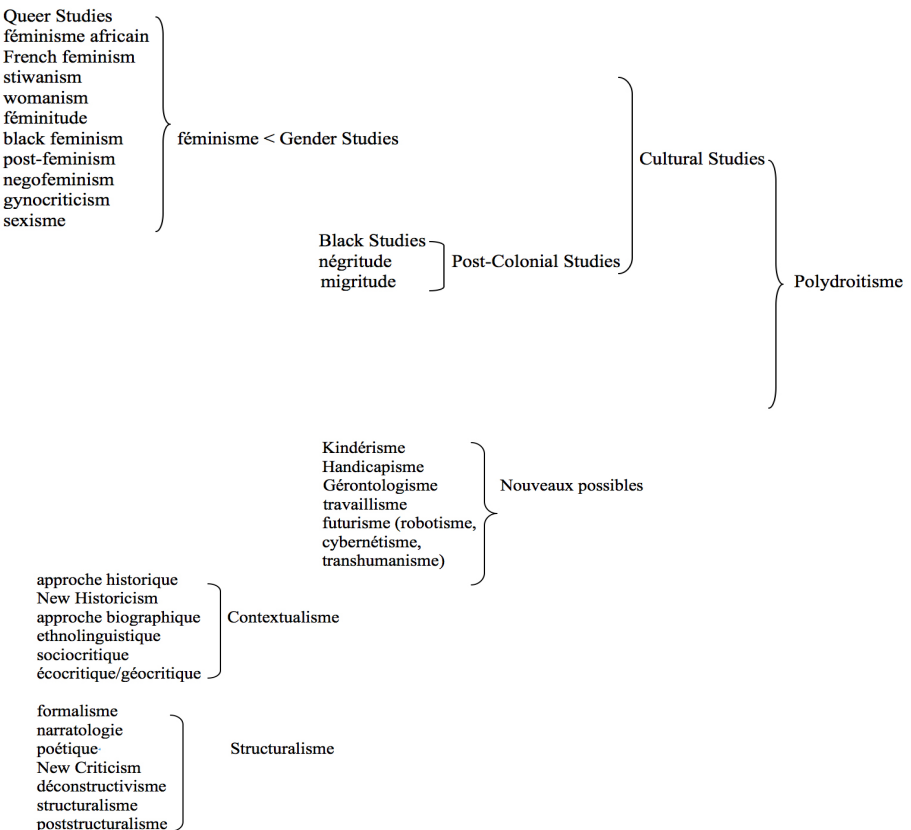 Queer Studies
féminisme africain
French feminism
stiwanism
womanism
féminitude
black feminism
post-feminism
negofeminism
gynocriticism
sexisme
féminisme < Gender Studies
Black Studies
négritude
migritude
Post-Colonial Studies
Cultural Studies
Polydroitisme
Kindérisme
Handicapisme
Gérontologisme
travaillisme
futurisme (robotisme,
cybernétisme,
transhumanisme)
Nouveaux possibles
approche historique
New Historicism
approche biographique
ethnolinguistique
sociocritique
écocritique/géocritique
Contextualisme
formalisme
narratologie
poétique
New Criticism
déconstructivisme
structuralisme
poststructuralisme
Structuralisme